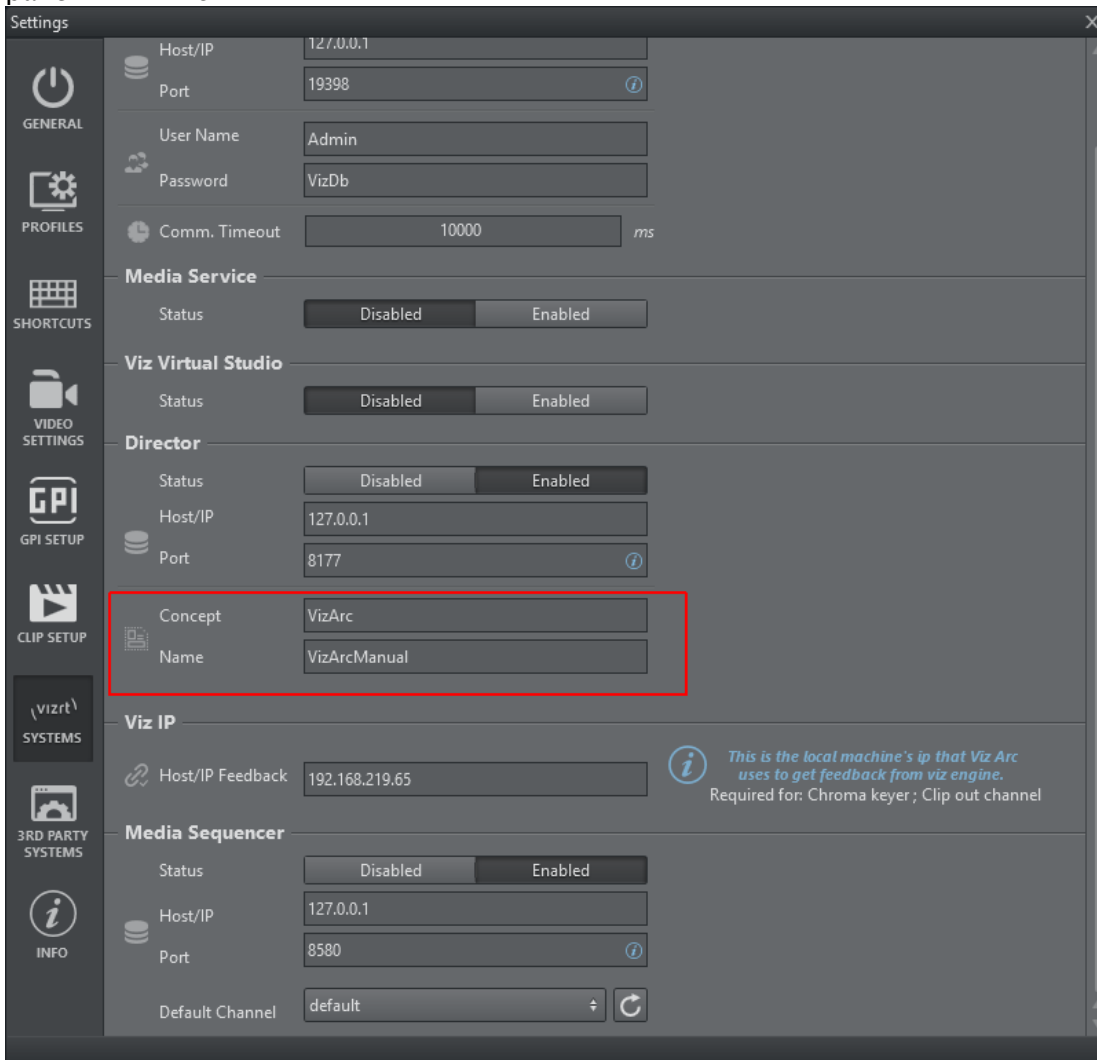 Settings
Host/IP 127.0.0.1
Port 19398
GENERAL
User Name Admin
Password VizDb
PROFILES
Comm. Timeout 10000 ms
Media Service
SHORTCUTS
Status Disabled Enabled
Viz Virtual Studio
Status Disabled Enabled
VIDEO
SETTINGS
Director
Status Disabled Enabled
Host/IP 127.0.0.1
GPI
GPI SETUP
Port 8177
Concept VizArc
CLIP SETUP
Name VizArcManual
vizrt
SYSTEMS
Viz IP
Host/IP Feedback 192.168.219.65
This is the local machine's ip that Viz Arc
uses to get feedback from viz engine.
Required for: Chroma keyer ; Clip out channel
3RD PARTY
SYSTEMS
Media Sequencer
Status Disabled Enabled
Host/IP 127.0.0.1
INFO
Port 8580
Default Channel default